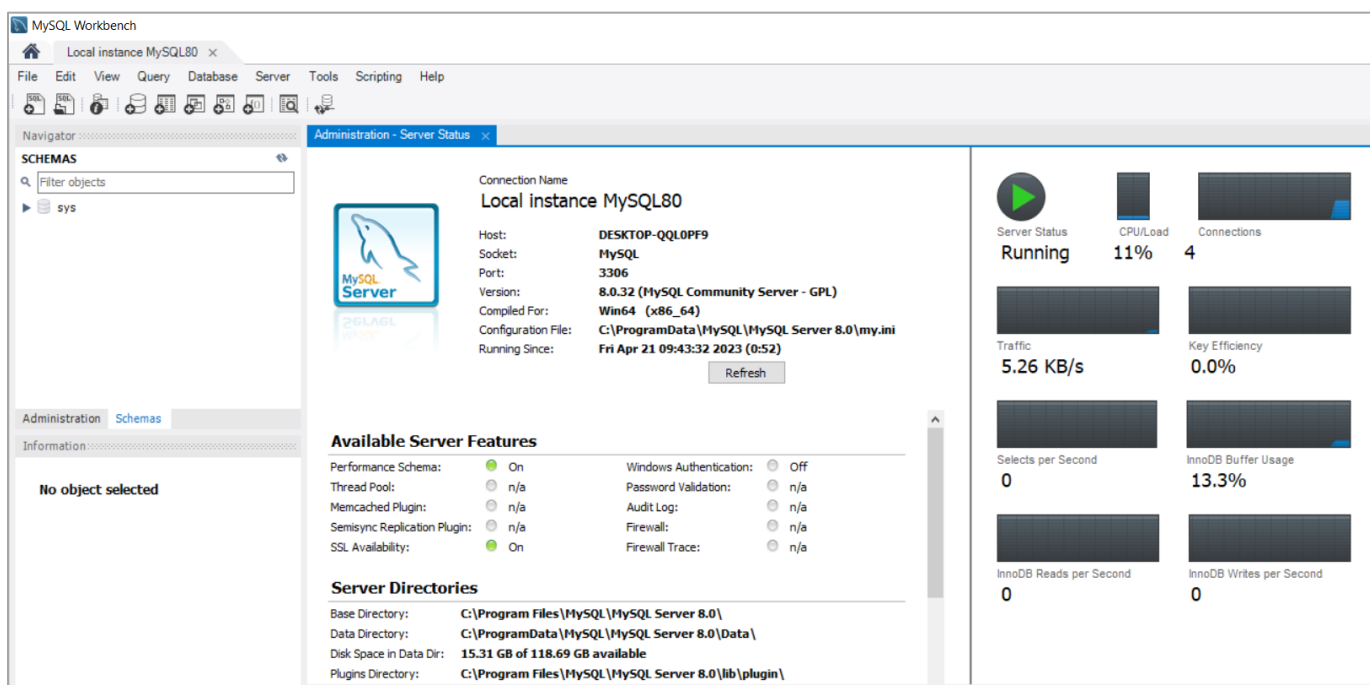 MySQL Workbench
Local instance MySQL80 ×
File Edit View Query Database Server Tools Scripting Help
Navigator
SCHEMAS
Filter objects
sys
Administration Schemas
Information
No object selected
Administration - Server Status ×
Connection Name
Local instance MySQL80
MySQL
Server
Host: DESKTOP-QQL0PF9
Socket: MySQL
Port: 3306
Version: 8.0.32 (MySQL Community Server - GPL)
Compiled For: Win64 (x86_64)
Configuration File: C:\ProgramData\MySQL\MySQL Server 8.0\my.ini
Running Since: Fri Apr 21 09:43:32 2023 (0:52)
Refresh
Available Server Features
Performance Schema: On Windows Authentication: Off
Thread Pool: n/a Password Validation: n/a
Memcached Plugin: n/a Audit Log: n/a
Semisync Replication Plugin: n/a Firewall: n/a
SSL Availability: On Firewall Trace: n/a
Server Directories
Base Directory: C:\Program Files\MySQL\MySQL Server 8.0\
Data Directory: C:\ProgramData\MySQL\MySQL Server 8.0\Data\
Disk Space in Data Dir: 15.31 GB of 118.69 GB available
Plugins Directory: C:\Program Files\MySQL\MySQL Server 8.0\lib\plugin\
Server Status CPU/Load Connections
Running 11% 4
Traffic Key Efficiency
5.26 KB/s 0.0%
Selects per Second InnoDB Buffer Usage
0 13.3%
InnoDB Reads per Second InnoDB Writes per Second
0 0